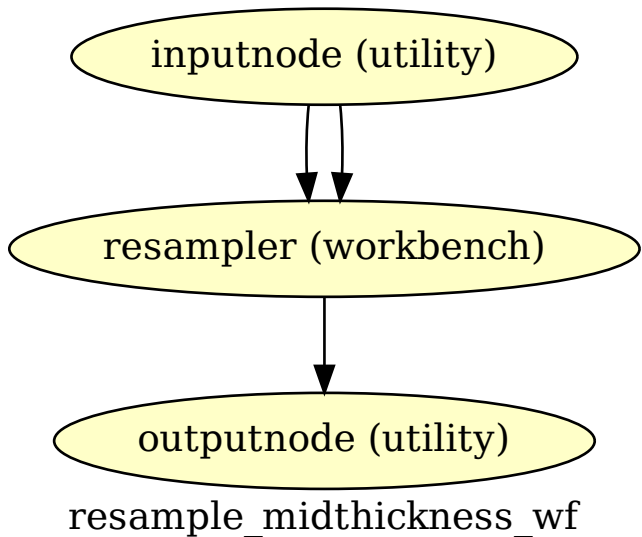 inputnode (utility)
resampler (workbench)
outputnode (utility)
resample_midthickness_wf